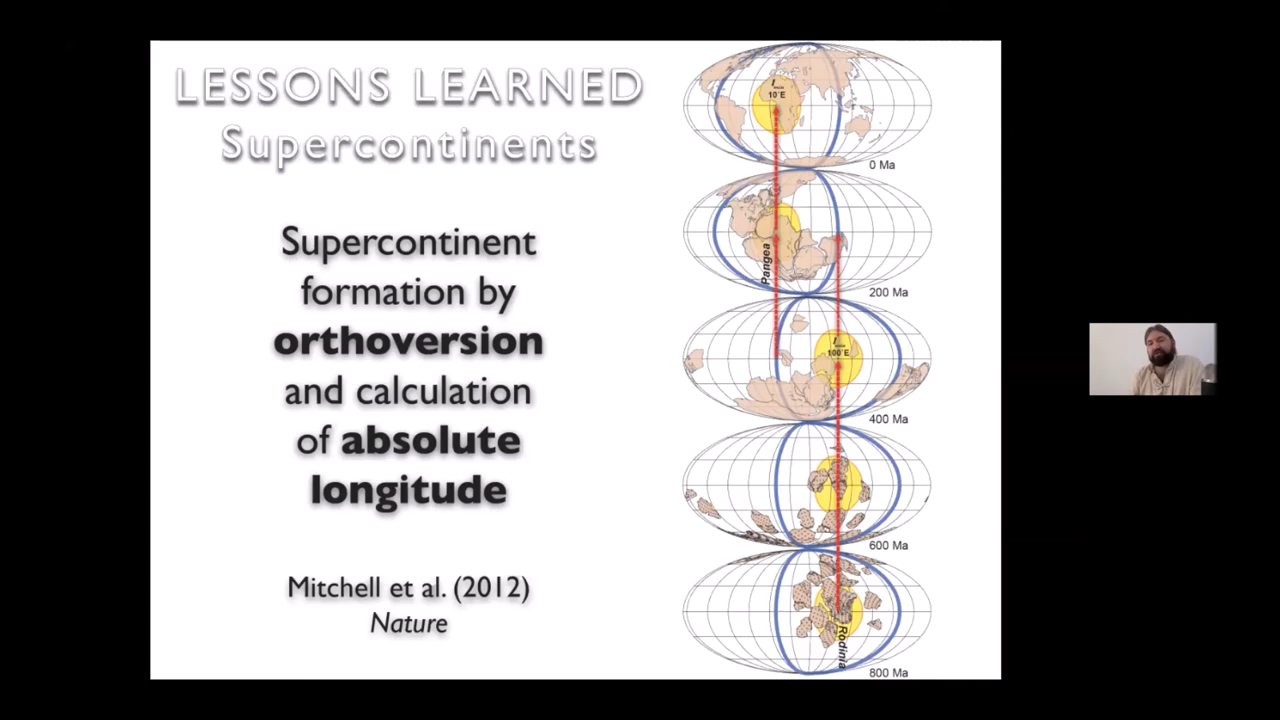 LESSONS LEARNED
Supercontinents
Supercontinent
formation by
orthoversion
and calculation
of absolute
longitude
Mitchell et al. (2012)
Nature
10°E
0 Ma
Pangea
200 Ma
100°E
400 Ma
600 Ma
Rodinia
800 Ma